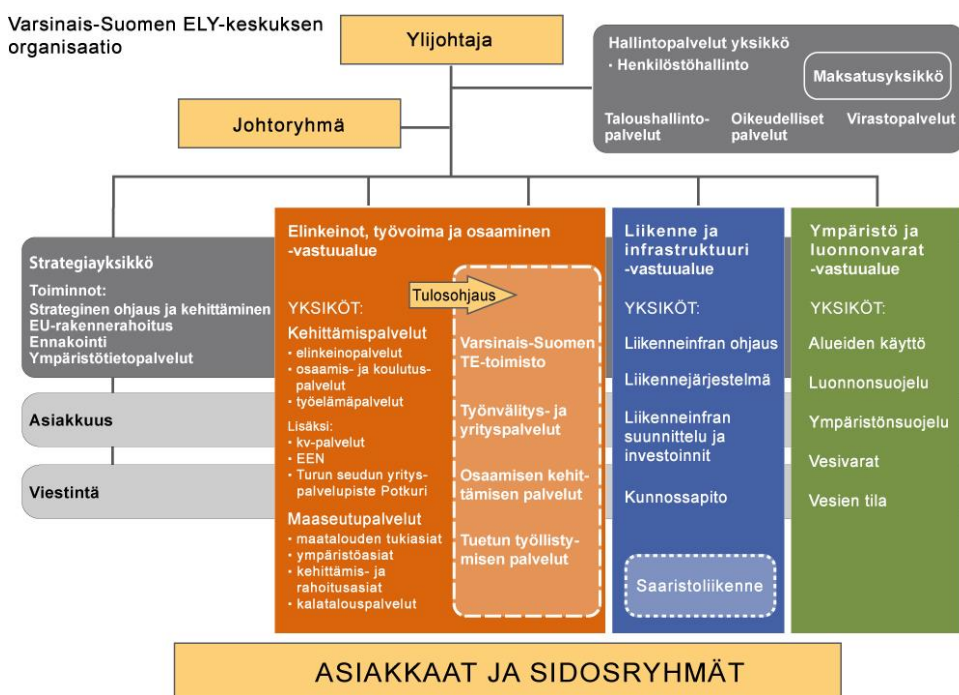 Varsinais-Suomen ELY-keskuksen
organisaatio
Ylijohtaja
Johtoryhmä
Hallintopalvelut yksikkö
• Henkilöstöhallinto
Maksatusyksikkö
Taloushallinto-
palvelut
Oikeudelliset
palvelut
Virastopalvelut
Strategiayksikkö
Toiminnot:
Strateginen ohjaus ja kehittäminen
EU-rakennerahoitus
Ennakointi
Ympäristötietopalvelut
Asiakkuus
Viestintä
Elinkeinot, työvoima ja osaaminen
-vastuualue
YKSIKÖT:
Kehittämispalvelut
• elinkeinopalvelut
• osaamis- ja koulutus-
palvelut
• työelämäpalvelut
Lisäksi:
• kv-palvelut
• EEN
• Turun seudun yritys-
palvelupiste Potkuri
Maaseutupalvelut
• maatalouden tukiasiat
• ympäristöasiat
• kehittämis- ja
rahoitusasiat
• kalatalouspalvelut
Tulosohjaus
Varsinais-Suomen
TE-toimisto
Työnvälitys- ja
yrityspalvelut
Osaamisen kehit-
tämisen palvelut
Tuetun työllisty-
misen palvelut
Liikenne ja
infrastruktuuri
-vastuualue
YKSIKÖT:
Liikenneinfran ohjaus
Liikennejärjestelmä
Liikenneinfran
suunnittelu ja
investoinnit
Kunnossapito
Saaristoliikenne
Ympäristö ja
luonnonvarat
-vastuualue
YKSIKÖT:
Alueiden käyttö
Luonnonsuojelu
Ympäristönsuojelu
Vesivarat
Vesien tila
ASIAKKAAT JA SIDOSRYHMÄT